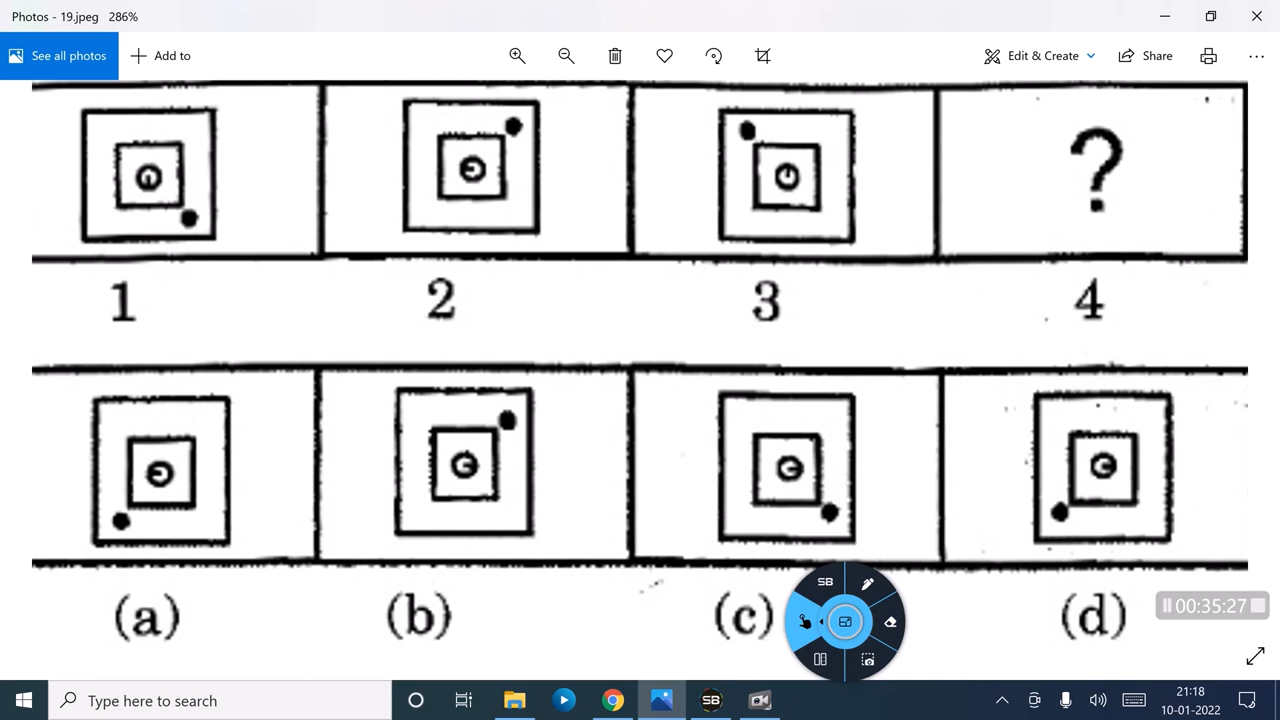 Photos - 19.jpeg 286%
See all photos
Add to
Edit & Create
Share
?
1 2 3 4
(a) (b) (c) (d)
SB
00:35:27
Type here to search
SB
21:18
10-01-2022